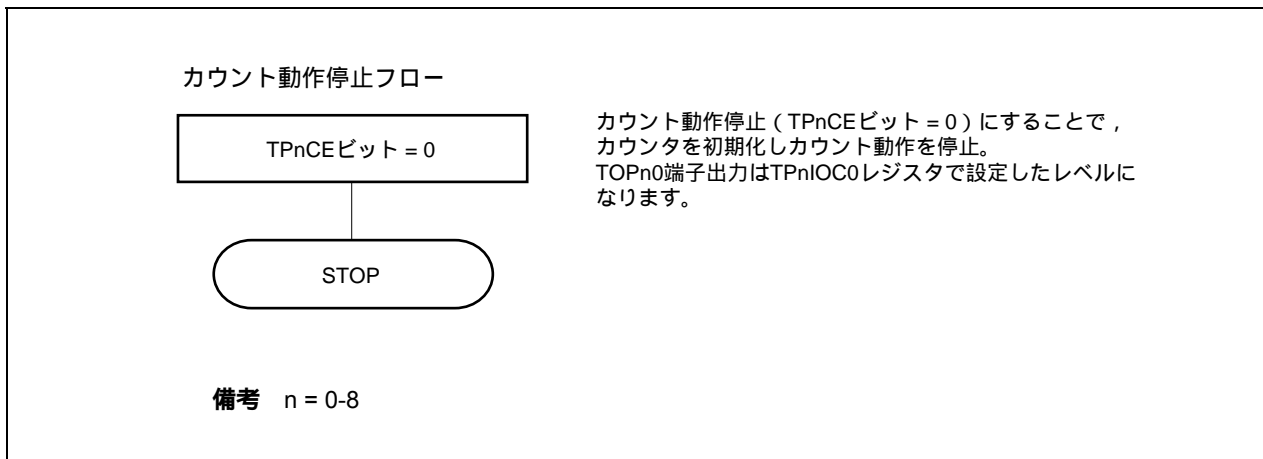 カウント動作停止フロー
TPnCEビット = 0
STOP
カウント動作停止（TPnCEビット = 0）にすることで，
カウンタを初期化しカウント動作を停止。
TOPn0端子出力はTPnIOC0レジスタで設定したレベルに
なります。
備考　n = 0-8